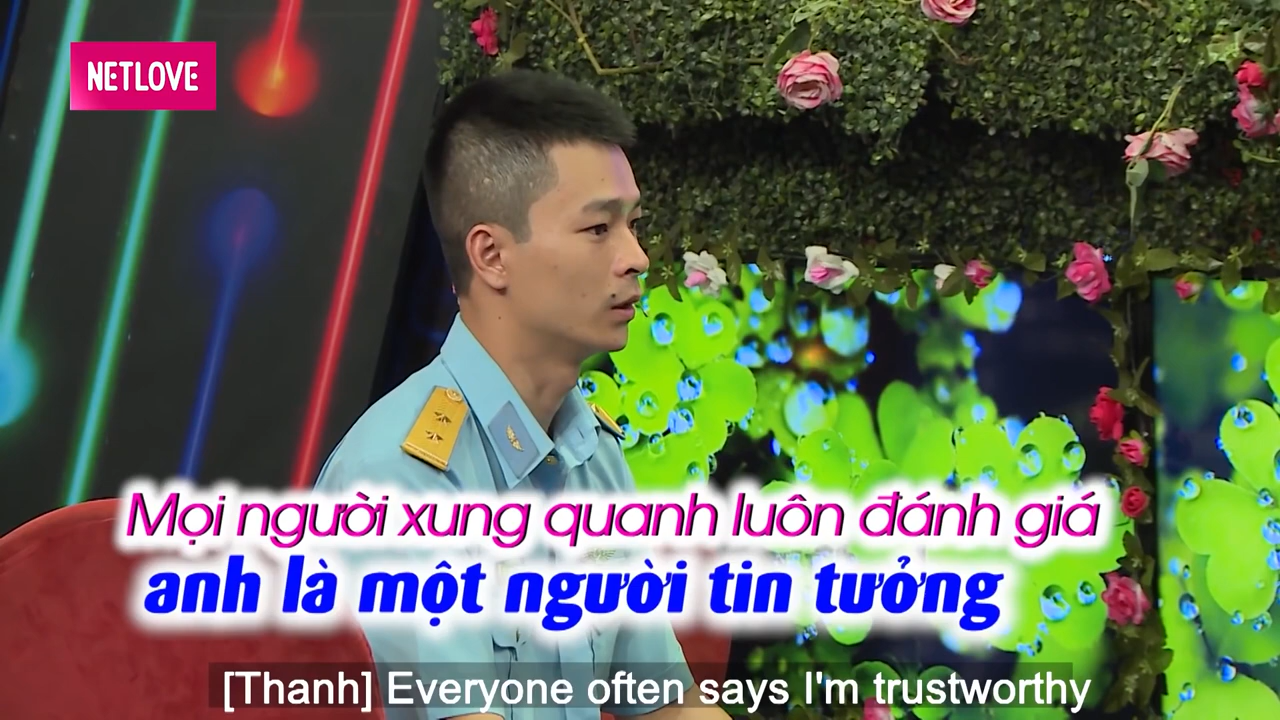 NETLOVE
Mọi người xung quanh luôn đánh giá
anh là một người tin tưởng
[Thanh] Everyone often says I'm trustworthy